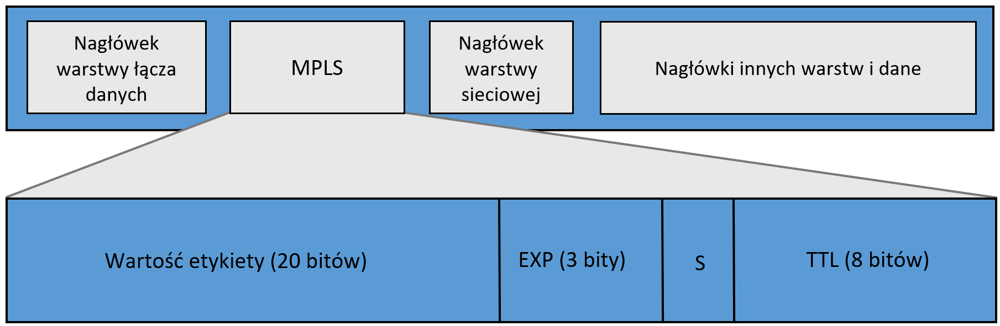 Nagłówek
warstwy łącza
danych
MPLS
Nagłówek
warstwy
sieciowej
Nagłówki innych warstw i dane
Wartość etykiety (20 bitów)
EXP (3 bity)
S
TTL (8 bitów)